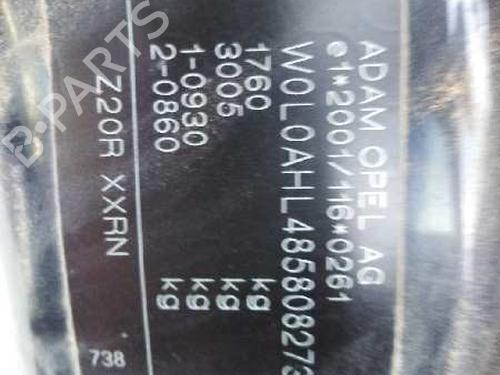 ADAM OPEL AG
e1*2001/116*0261
W0L0AHL48580827
1760 kg
3005 kg
1-0930 kg
2-0860 kg
Z20R XXRN
738
B-PARTS